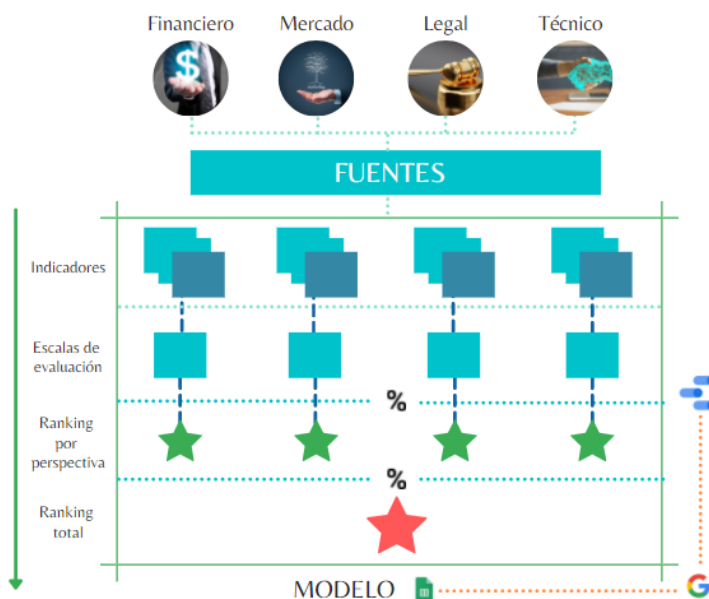 Financiero
Mercado
Legal
Técnico
$
FUENTES
Indicadores
Escalas de
evaluación
%
Ranking
por
perspectiva
%
Ranking
total
MODELO
G